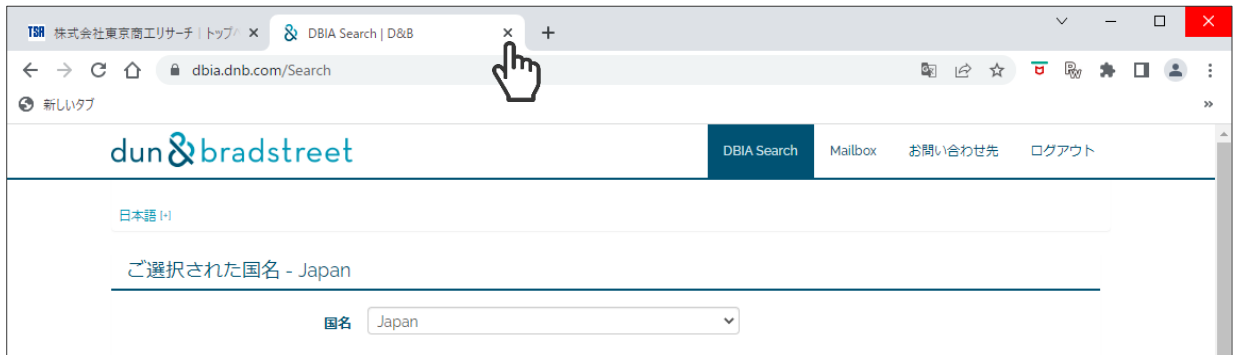 TSR 株式会社東京商工リサーチ | トップペ
DBIA Search | D&B
dbia.dnb.com/Search
新しいタブ
dun & bradstreet
DBIA Search Mailbox お問い合わせ先 ログアウト
日本語 [+]
ご選択された国名 - Japan
国名 Japan